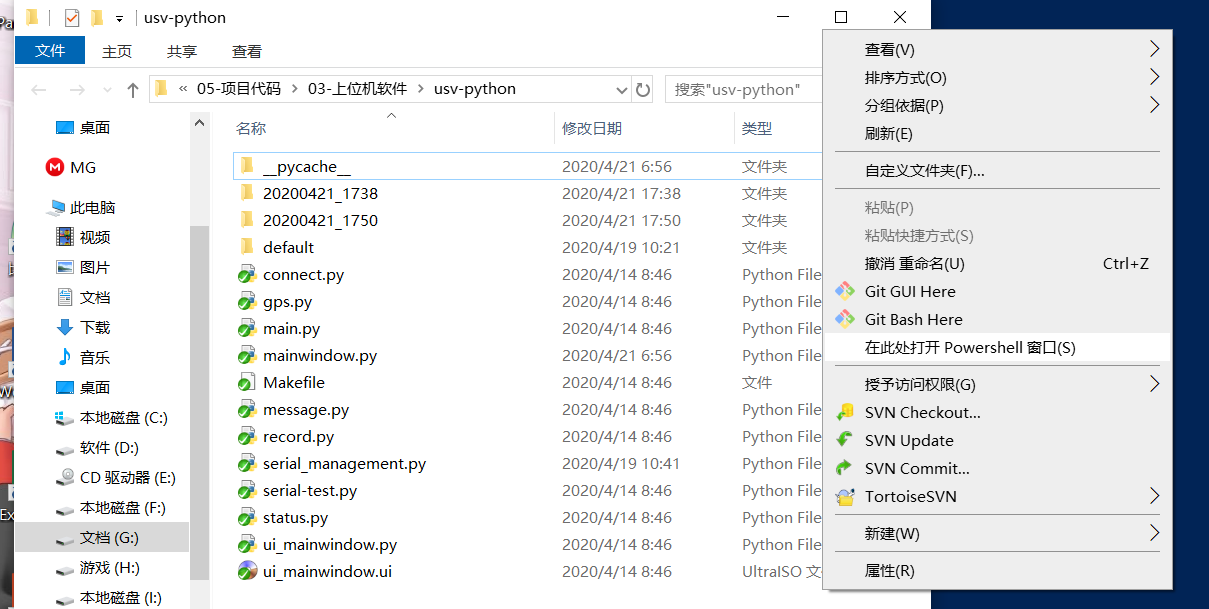 usv-python
文件 主页 共享 查看
« 05-项目代码 > 03-上位机软件 > usv-python
搜索"usv-python"
桌面
MG
此电脑
视频
图片
文档
下载
音乐
桌面
本地磁盘 (C:)
软件 (D:)
CD 驱动器 (E:)
本地磁盘 (F:)
文档 (G:)
游戏 (H:)
本地磁盘 (I:)
名称 修改日期 类型
__pycache__ 2020/4/21 6:56 文件夹
20200421_1738 2020/4/21 17:38 文件夹
20200421_1750 2020/4/21 17:50 文件夹
default 2020/4/19 10:21 文件夹
connect.py 2020/4/14 8:46 Python File
gps.py 2020/4/14 8:46 Python File
main.py 2020/4/14 8:46 Python File
mainwindow.py 2020/4/21 6:56 Python File
Makefile 2020/4/14 8:46 文件
message.py 2020/4/14 8:46 Python File
record.py 2020/4/14 8:46 Python File
serial_management.py 2020/4/19 10:41 Python File
serial-test.py 2020/4/14 8:46 Python File
status.py 2020/4/14 8:46 Python File
ui_mainwindow.py 2020/4/14 8:46 Python File
ui_mainwindow.ui 2020/4/14 8:46 UltraISO 文
查看(V)
排序方式(O)
分组依据(P)
刷新(E)
自定义文件夹(F)...
粘贴(P)
粘贴快捷方式(S)
撤消 重命名(U) Ctrl+Z
Git GUI Here
Git Bash Here
在此处打开 Powershell 窗口(S)
授予访问权限(G)
SVN Checkout...
SVN Update
SVN Commit...
TortoiseSVN
新建(W)
属性(R)